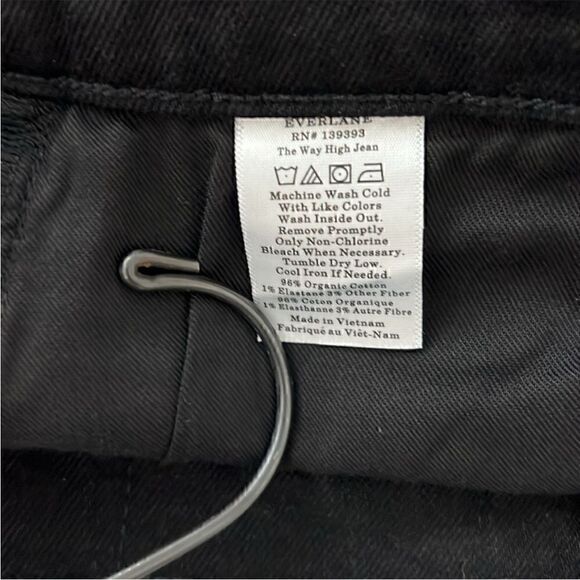 EVERLANE
RN# 139393
The Way High Jean
Machine Wash Cold
With Like Colors
Wash Inside Out.
Remove Promptly
Only Non-Chlorine
Bleach When Necessary.
Tumble Dry Low.
Cool Iron If Needed.
96% Organic Cotton
1% Elastane 3% Other Fiber
96% Coton Organique
1% Elasthanne 3% Autre Fibre
Made in Vietnam
Fabriqué au Viêt-Nam